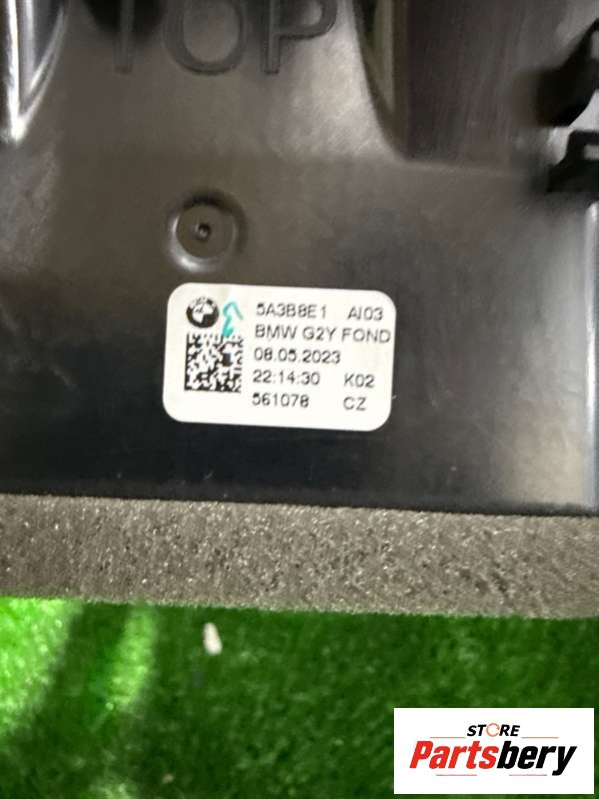 TOP
5A3B8E1 AI03
BMW G2Y FOND
08.05.2023
22:14:30 K02
561078 CZ
STORE
Partsbery